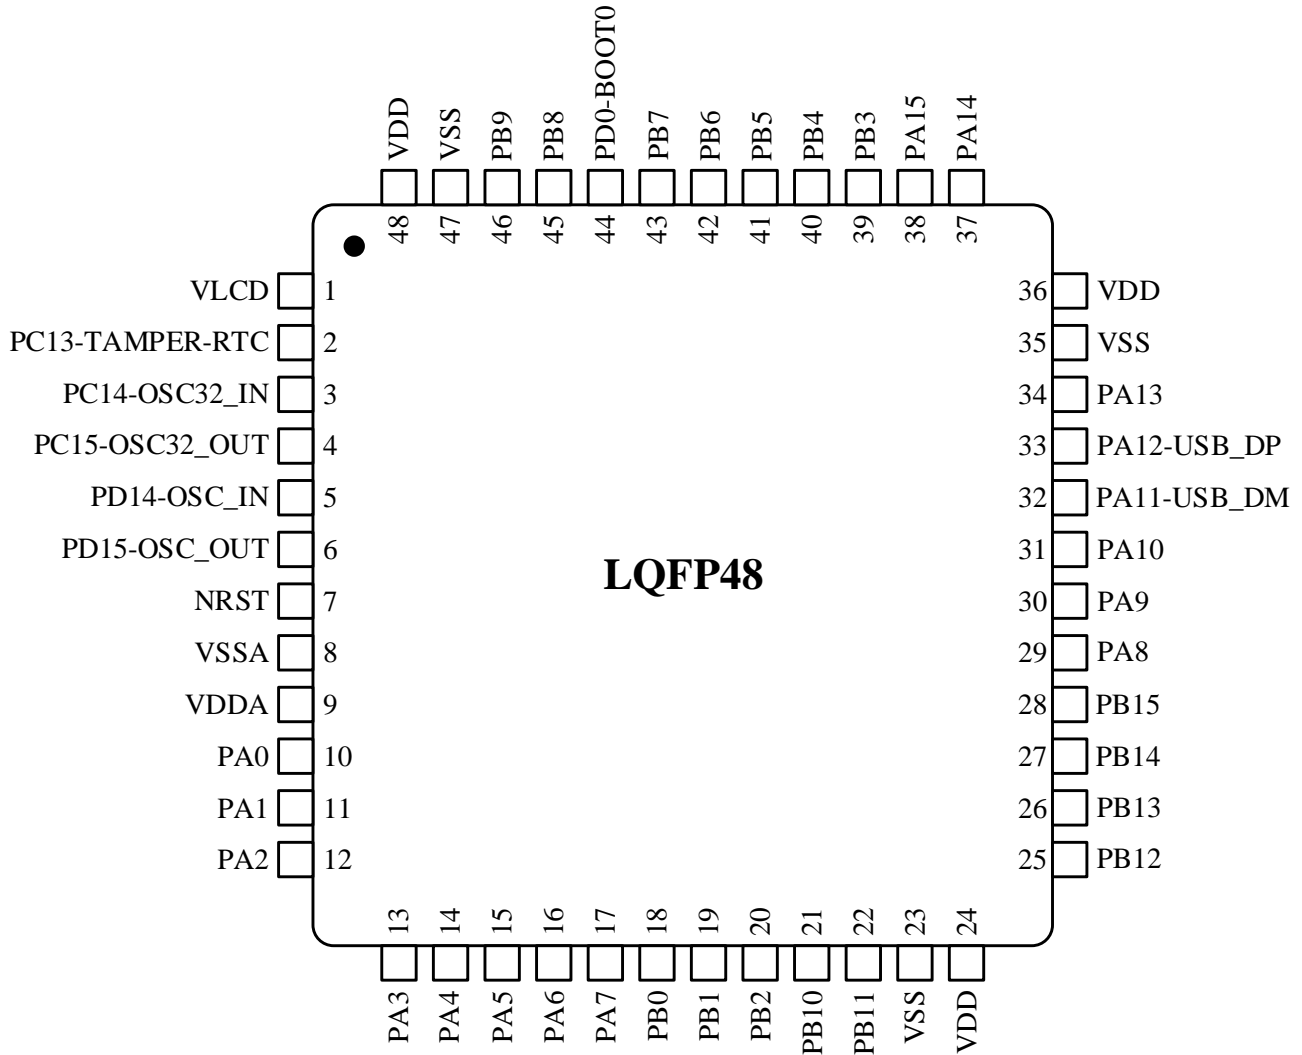 VDD
VSS
PB9
PB8
PD0-BOOT0
PB7
PB6
PB5
PB4
PB3
PA15
PA14
48
47
46
45
44
43
42
41
40
39
38
37
VLCD 1
PC13-TAMPER-RTC 2
PC14-OSC32_IN 3
PC15-OSC32_OUT 4
PD14-OSC_IN 5
PD15-OSC_OUT 6
NRST 7
VSSA 8
VDDA 9
PA0 10
PA1 11
PA2 12
LQFP48
36 VDD
35 VSS
34 PA13
33 PA12-USB_DP
32 PA11-USB_DM
31 PA10
30 PA9
29 PA8
28 PB15
27 PB14
26 PB13
25 PB12
13
14
15
16
17
18
19
20
21
22
23
24
PA3
PA4
PA5
PA6
PA7
PB0
PB1
PB2
PB10
PB11
VSS
VDD